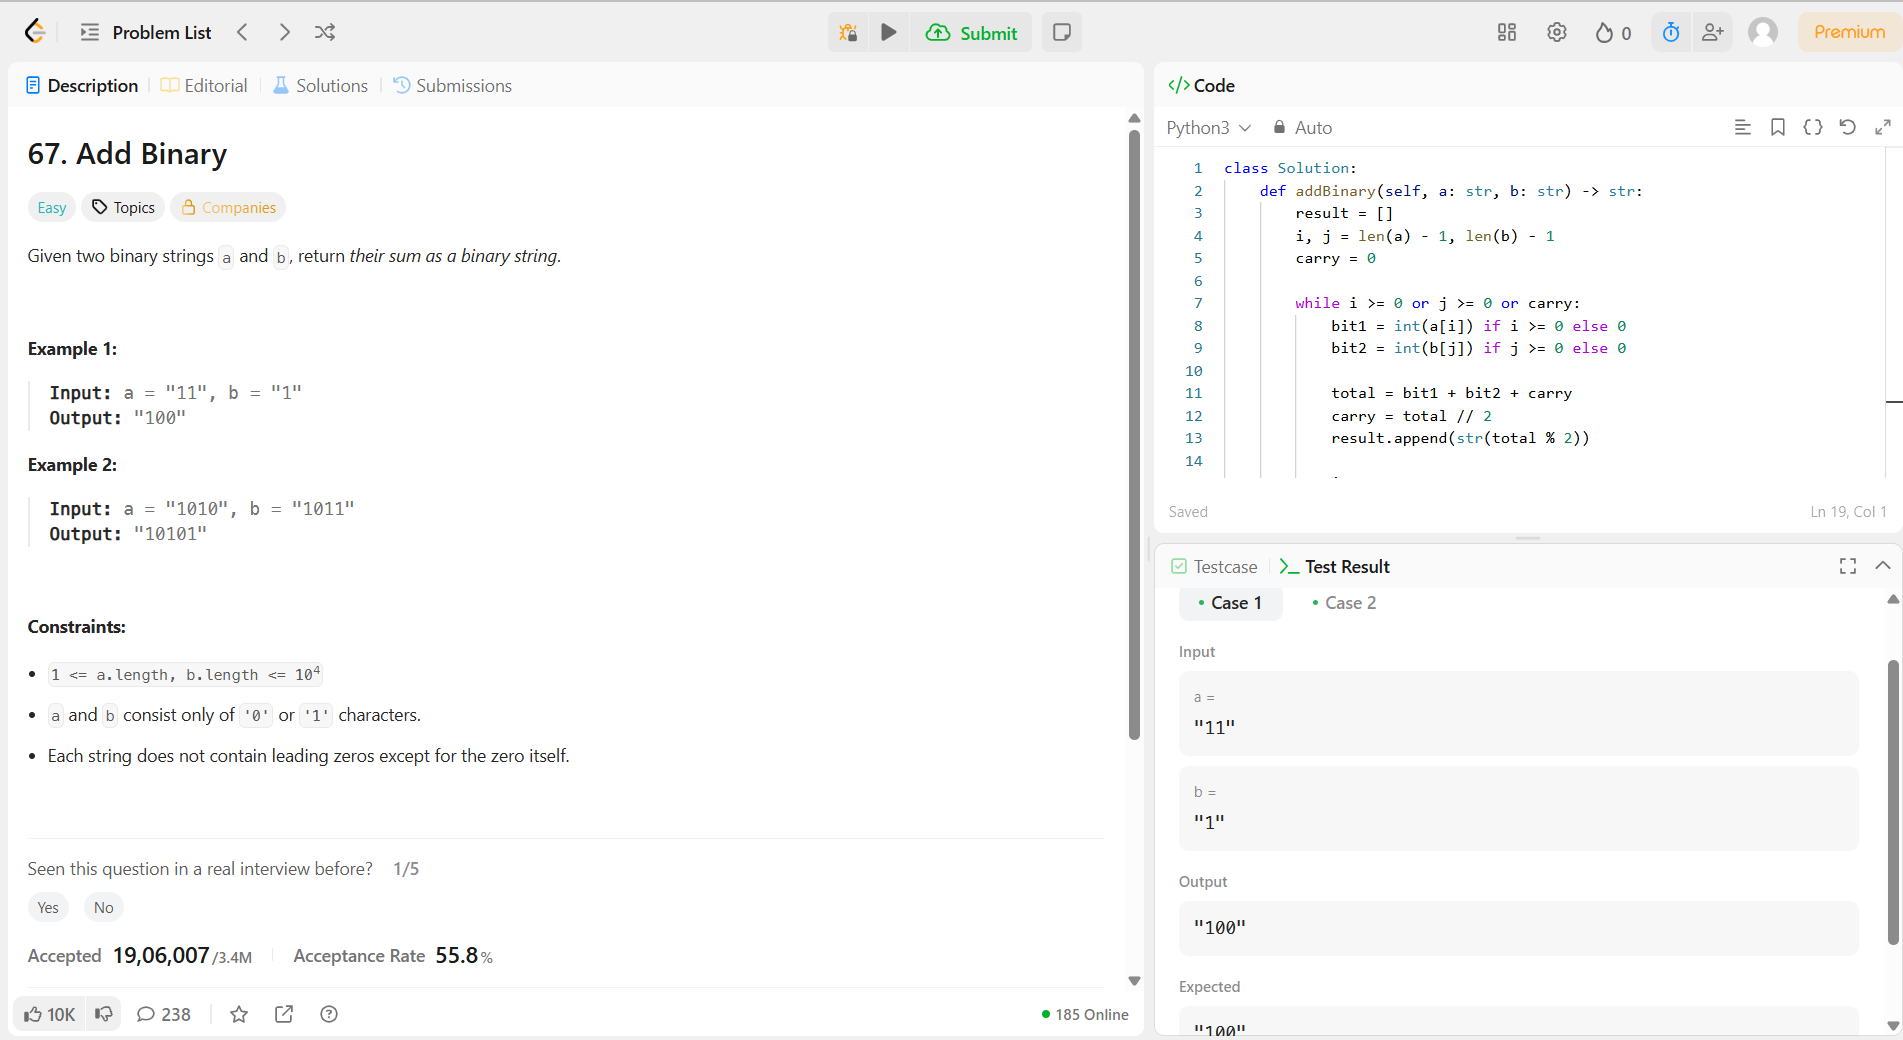 Problem List
Submit
0
Premium
Description
Editorial
Solutions
Submissions
67. Add Binary
Easy
Topics
Companies
Given two binary strings a and b, return their sum as a binary string.
Example 1:
Input: a = "11", b = "1"
Output: "100"
Example 2:
Input: a = "1010", b = "1011"
Output: "10101"
Constraints:
• 1 <= a.length, b.length <= 10⁴
• a and b consist only of '0' or '1' characters.
• Each string does not contain leading zeros except for the zero itself.
Seen this question in a real interview before? 1/5
Yes
No
Accepted 19,06,007/3.4M
Acceptance Rate 55.8%
10K
238
185 Online
</> Code
Python3
Auto
1 class Solution:
2     def addBinary(self, a: str, b: str) -> str:
3         result = []
4         i, j = len(a) - 1, len(b) - 1
5         carry = 0
6
7         while i >= 0 or j >= 0 or carry:
8             bit1 = int(a[i]) if i >= 0 else 0
9             bit2 = int(b[j]) if j >= 0 else 0
10
11             total = bit1 + bit2 + carry
12             carry = total // 2
13             result.append(str(total % 2))
14
Saved
Ln 19, Col 1
Testcase
Test Result
Case 1
Case 2
Input
a =
"11"
b =
"1"
Output
"100"
Expected
"100"